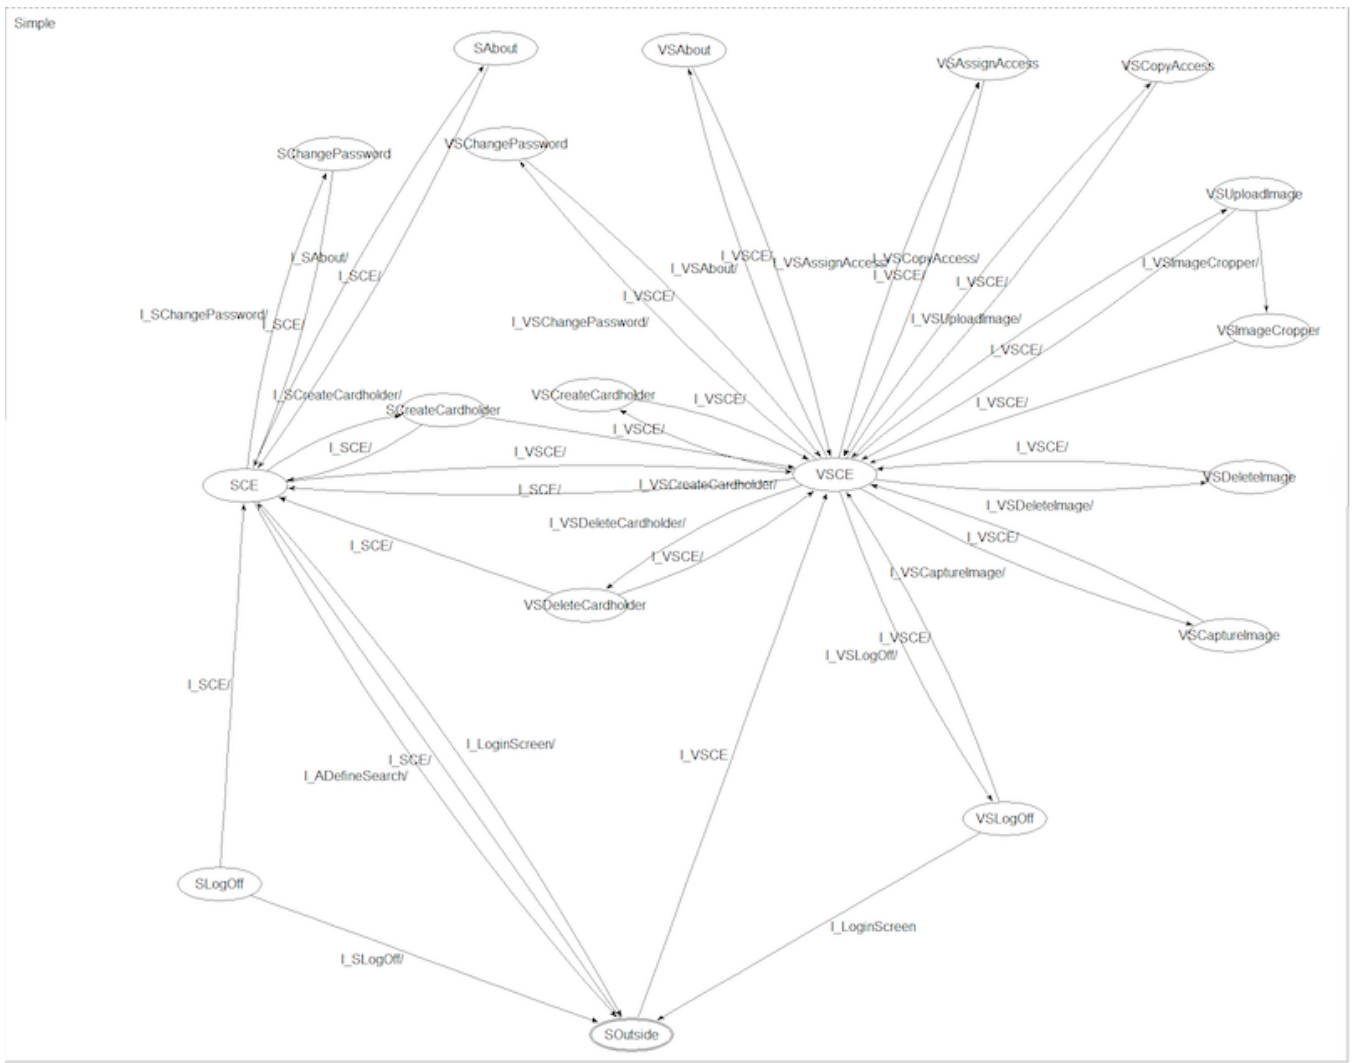 Simple
SAbout
VSAbout
VSAssignAccess
VSCopyAccess
SChangePassword
VSChangePassword
VSUploadImage
I_SAbout/
I_SCE/
I_VSAbout/
I_VSCE/
I_VSAssignAccess/
I_VSCopyAccess/
I_VSCE/
I_VSCE/
I_VSImageCropper/
I_VSCE/
I_SChangePassword/
I_SCE/
I_VSChangePassword/
I_VSUploadImage/
VSImageCropper
I_VSCE/
I_SCreateCardholder/
SCreateCardholder
VSCreateCardholder
I_VSCE/
I_VSCE/
I_SCE/
I_VSCE/
I_VSCE/
I_VSCE/
SCE
VSCE
VSDeleteImage
I_SCE/
I_VSCreateCardholder/
I_VSDeleteImage/
I_VSDeleteCardholder/
I_SCE/
I_VSCE/
I_VSCE/
I_VSCaptureImage/
VSDeleteCardholder
VSCaptureImage
I_VSCE/
I_VSLogOff/
I_SCE/
I_LoginScreen/
I_SCE/
I_VSCE
I_ADefineSearch/
VSLogOff
SLogOff
I_LoginScreen
I_SLogOff/
SOutside